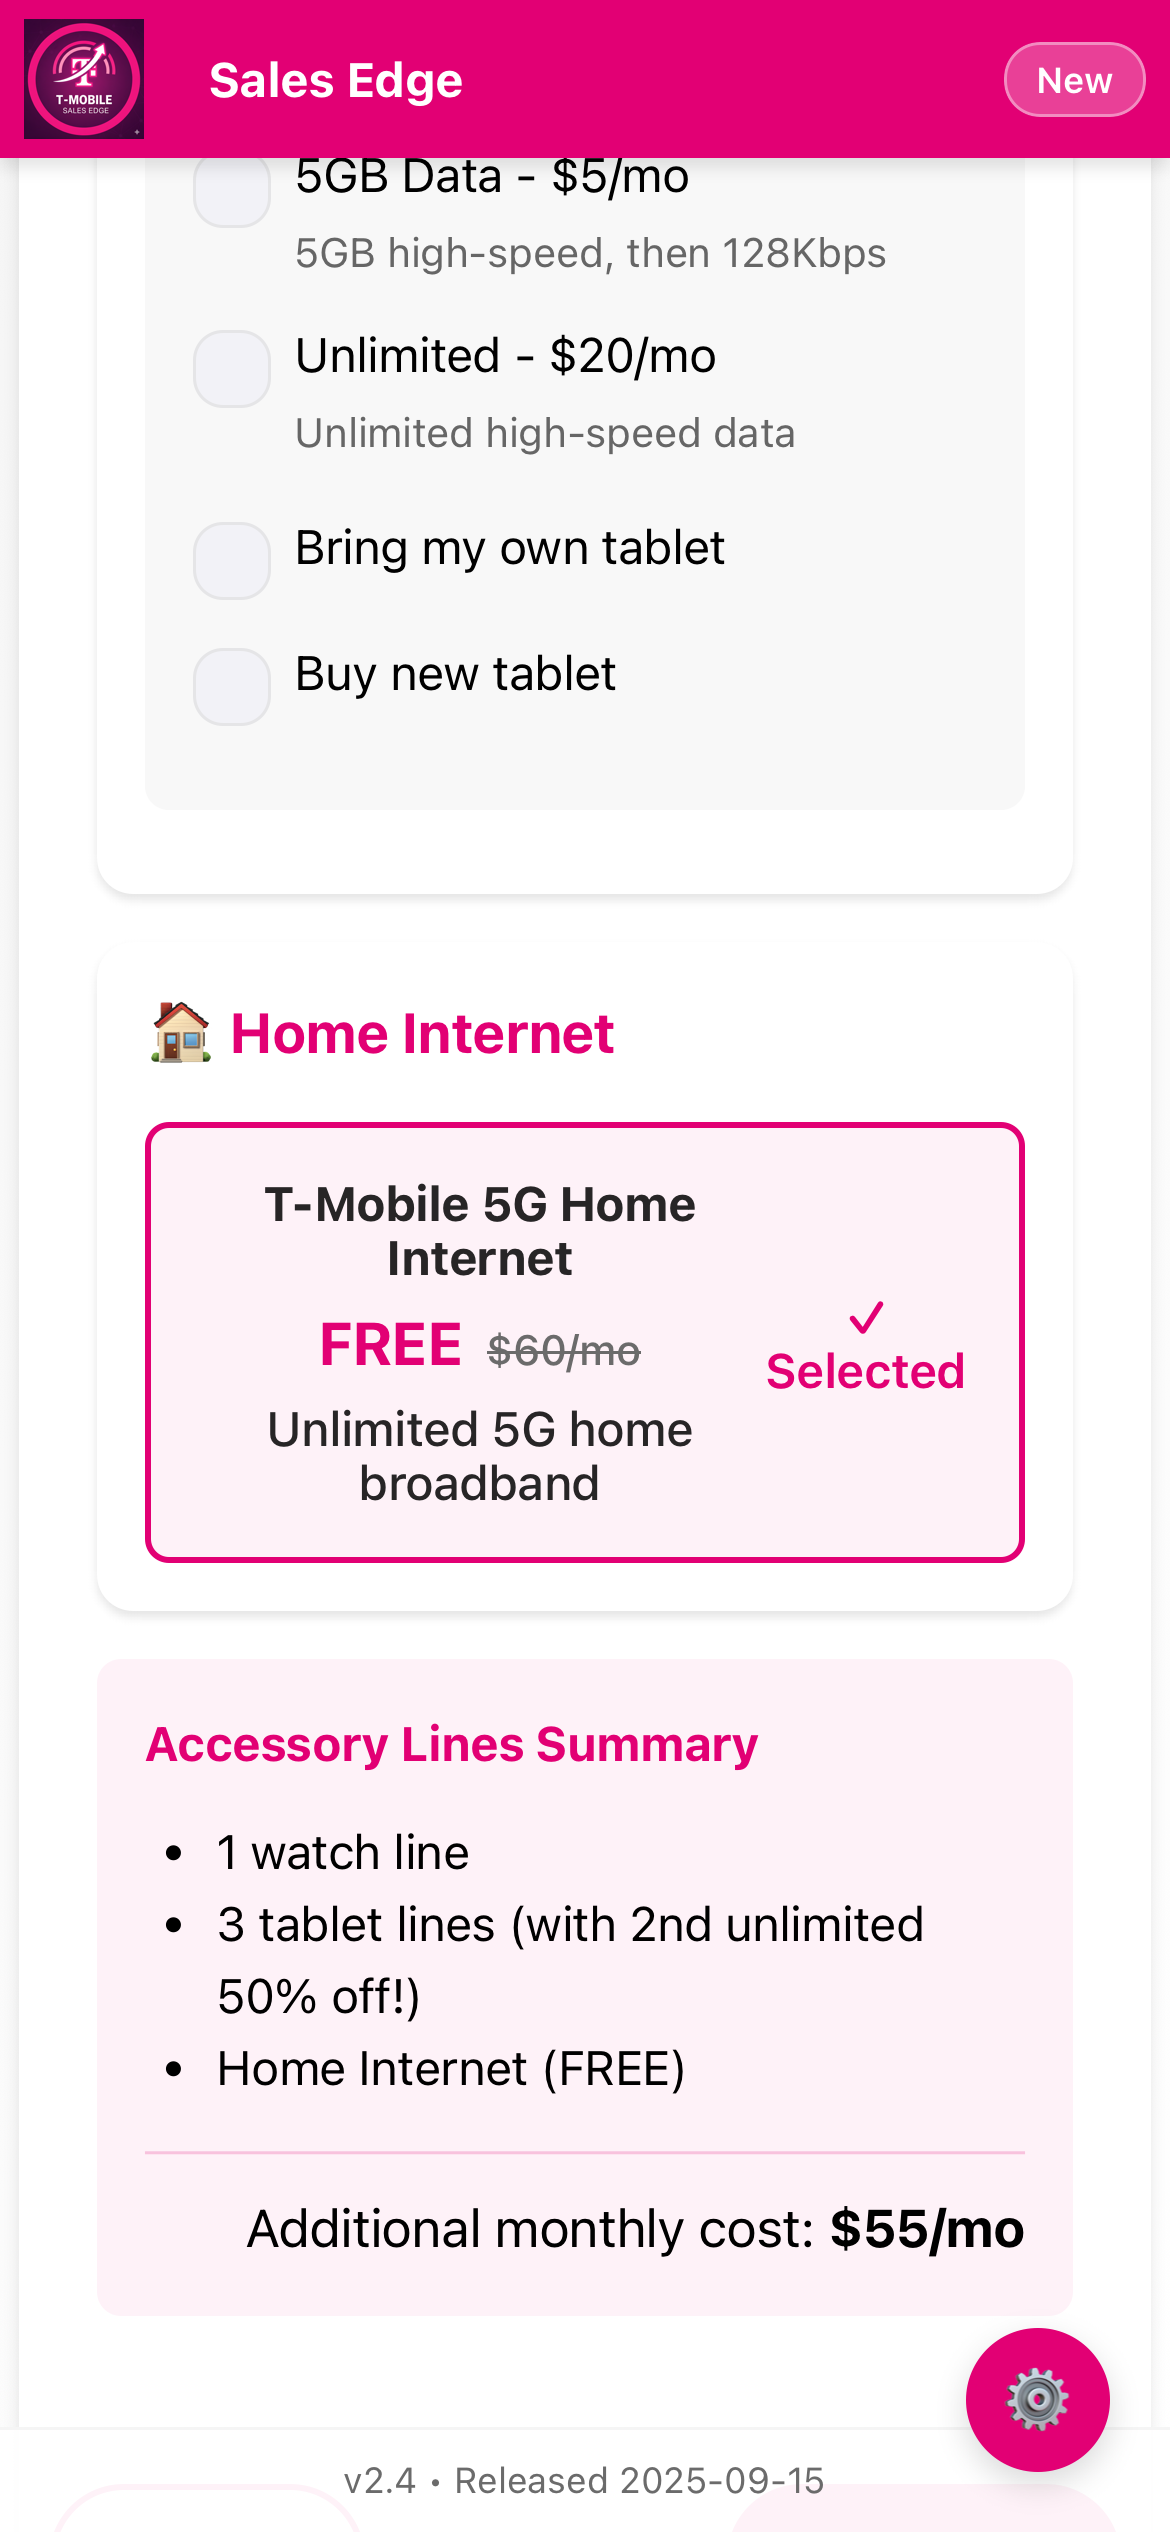 T-MOBILE
SALES EDGE
Sales Edge
New
5GB Data - $5/mo
5GB high-speed, then 128Kbps
Unlimited - $20/mo
Unlimited high-speed data
Bring my own tablet
Buy new tablet
🏠 Home Internet
T-Mobile 5G Home
Internet
FREE $60/mo
Unlimited 5G home
broadband
✓
Selected
Accessory Lines Summary
• 1 watch line
• 3 tablet lines (with 2nd unlimited
50% off!)
• Home Internet (FREE)
Additional monthly cost: $55/mo
v2.4 • Released 2025-09-15